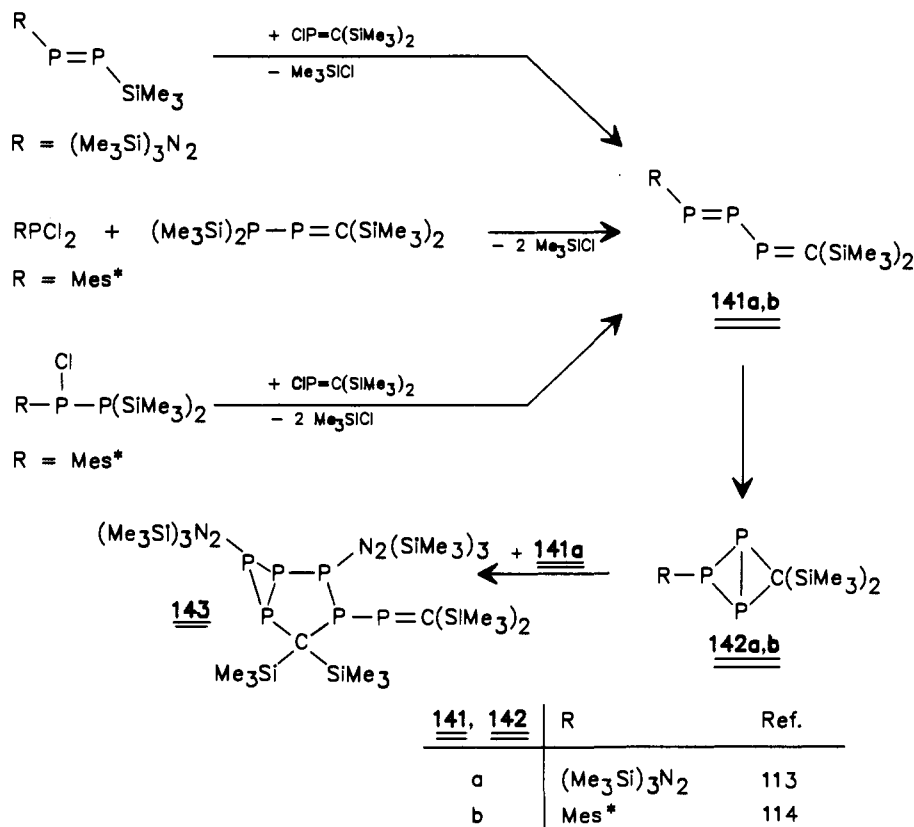 R
P=P
SiMe3
+ ClP=C(SiMe3)2
− Me3SiCl
R = (Me3Si)3N2
RPCl2 + (Me3Si)2P−P=C(SiMe3)2
− 2 Me3SiCl
R = Mes*
R
P=P
P=C(SiMe3)2
141a,b
Cl
R−P−P(SiMe3)2
+ ClP=C(SiMe3)2
− 2 Me3SiCl
R = Mes*
(Me3Si)3N2
N2(SiMe3)3
P P P
P P−P=C(SiMe3)2
C
Me3Si SiMe3
143
+ 141a
P
R−P C(SiMe3)2
P
142a,b
141, 142 R Ref.
a (Me3Si)3N2 113
b Mes* 114